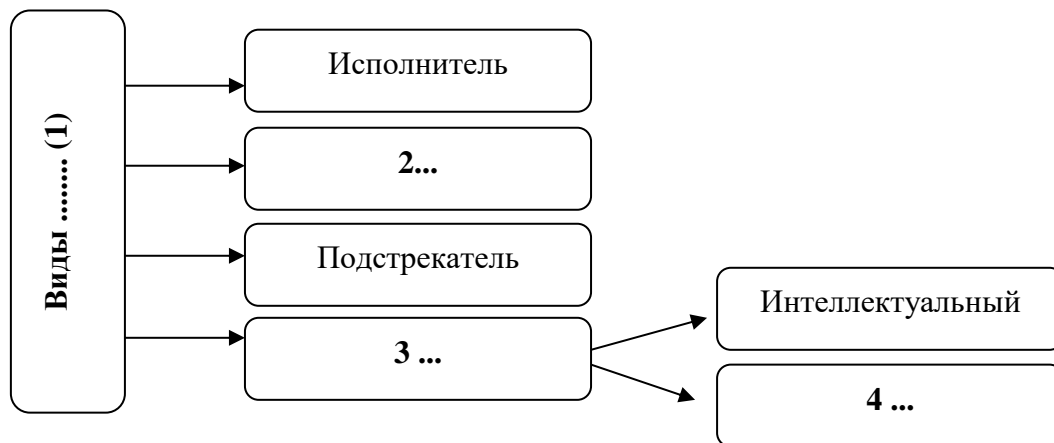 Виды ........ (1)
Исполнитель
2...
Подстрекатель
3 ...
Интеллектуальный
4 ...